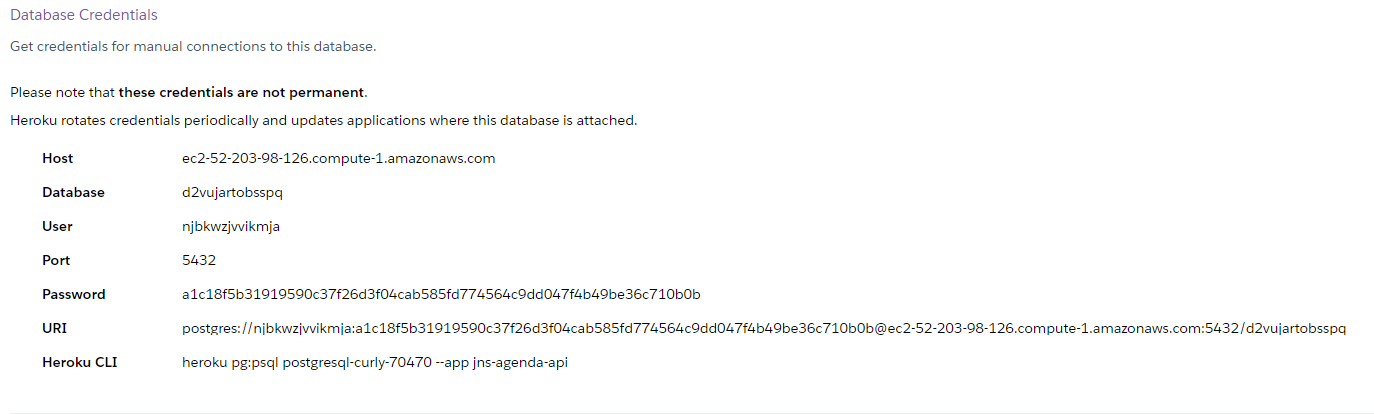 Database Credentials
Get credentials for manual connections to this database.
Please note that these credentials are not permanent.
Heroku rotates credentials periodically and updates applications where this database is attached.
Host ec2-52-203-98-126.compute-1.amazonaws.com
Database d2vujartobsspq
User njbkwzjvvikmja
Port 5432
Password a1c18f5b31919590c37f26d3f04cab585fd774564c9dd047f4b49be36c710b0b
URI postgres://njbkwzjvvikmja:a1c18f5b31919590c37f26d3f04cab585fd774564c9dd047f4b49be36c710b0b@ec2-52-203-98-126.compute-1.amazonaws.com:5432/d2vujartobsspq
Heroku CLI heroku pg:psql postgresql-curly-70470 --app jns-agenda-api